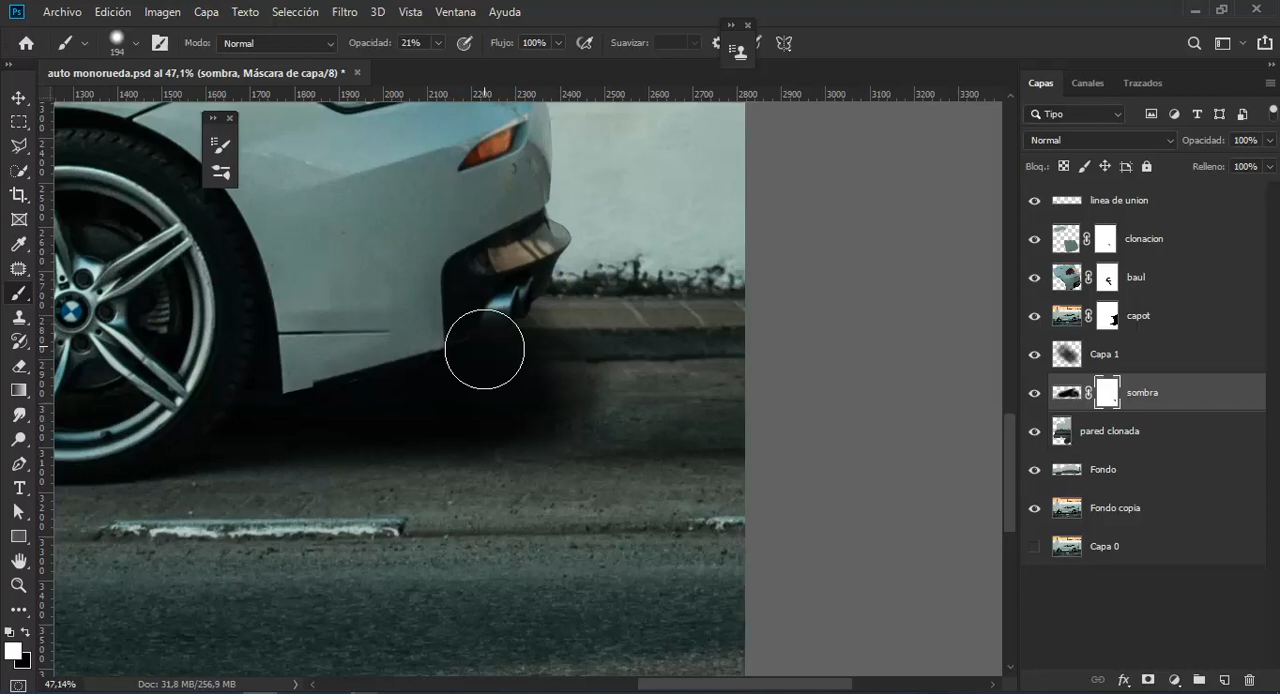 Ps Archivo Edición Imagen Capa Texto Selección Filtro 3D Vista Ventana Ayuda
194 Modo: Normal Opacidad: 21% Flujo: 100% Suavizar:
auto monorueda.psd al 47,1% (sombra, Máscara de capa/8) *
1300 1400 1500 1600 1700 1800 1900 2000 2100 2200 2300 2400 2500 2600 2700 2800 2900 3000 3100 3200 3300
Capas Canales Trazados
Tipo
Normal Opacidad: 100%
Bloq.: Relleno: 100%
linea de union
clonacion
baul
capot
Capa 1
sombra
pared clonada
Fondo
Fondo copia
Capa 0
BMW
47,14% Doc: 31,8 MB/256,9 MB